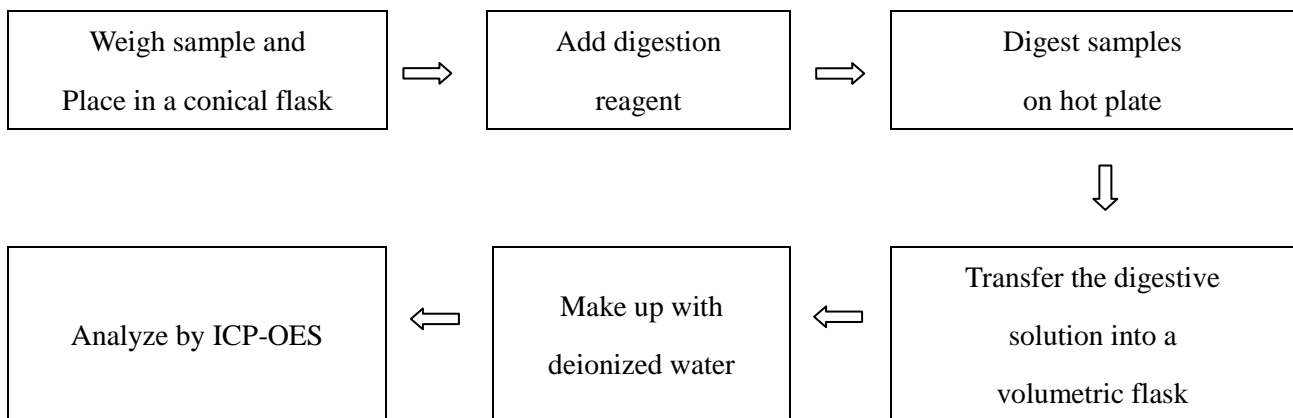 Weigh sample and
Place in a conical flask
Add digestion
reagent
Digest samples
on hot plate
Transfer the digestive
solution into a
volumetric flask
Make up with
deionized water
Analyze by ICP-OES